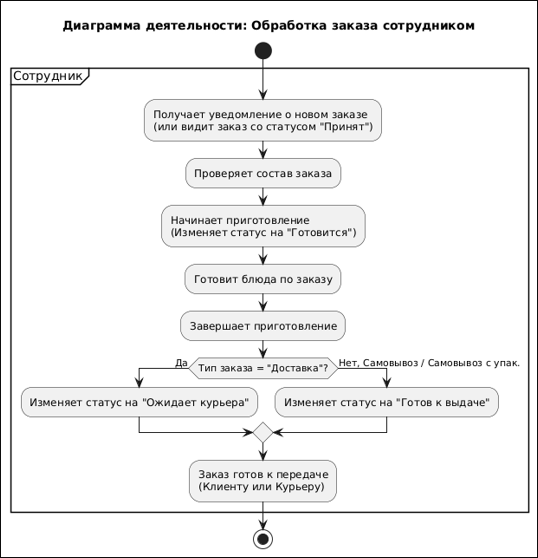 Диаграмма деятельности: Обработка заказа сотрудником
Сотрудник
Получает уведомление о новом заказе
(или видит заказ со статусом "Принят")
Проверяет состав заказа
Начинает приготовление
(Изменяет статус на "Готовится")
Готовит блюда по заказу
Завершает приготовление
Да
Тип заказа = "Доставка"?
Нет, Самовывоз / Самовывоз с упак.
Изменяет статус на "Ожидает курьера"
Изменяет статус на "Готов к выдаче"
Заказ готов к передаче
(Клиенту или Курьеру)